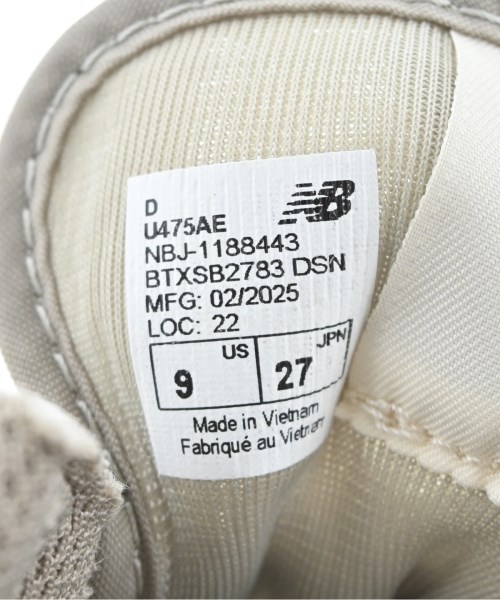 D
U475AE
NB
NBJ-1188443
BTXSB2783 DSN
MFG: 02/2025
LOC: 22
9 US 27 JPN
Made in Vietnam
Fabriqué au Vietnam